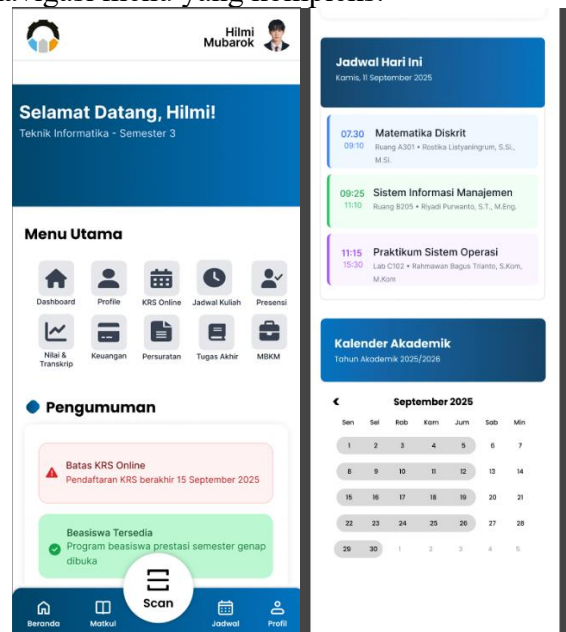 navigasi menu yang kompleks.
Hilmi
Mubarok
Selamat Datang, Hilmi!
Teknik Informatika - Semester 3
Menu Utama
Dashboard Profile KRS Online Jadwal Kuliah Presensi
Nilai & Transkrip Keuangan Persuratan Tugas Akhir MBKM
Pengumuman
Batas KRS Online
Pendaftaran KRS berakhir 15 September 2025
Beasiswa Tersedia
Program beasiswa prestasi semester genap
dibuka
Scan
Beranda Matkul Jadwal Profil
Jadwal Hari Ini
Kamis, 11 September 2025
07.30 Matematika Diskrit
09:10 Ruang A301 • Rostika Listyaningrum, S.Si.,
M.Si.
09:25 Sistem Informasi Manajemen
11:10 Ruang B205 • Riyadi Purwanto, S.T., M.Eng.
11:15 Praktikum Sistem Operasi
15:30 Lab C102 • Rahmawan Bagus Trianto, S.Kom,
M.Kom
Kalender Akademik
Tahun Akademik 2025/2026
September 2025
Sen Sel Rab Kam Jum Sab Min
1 2 3 4 5 6 7
8 9 10 11 12 13 14
15 16 17 18 19 20 21
22 23 24 25 26 27 28
29 30 1 2 3 4 5